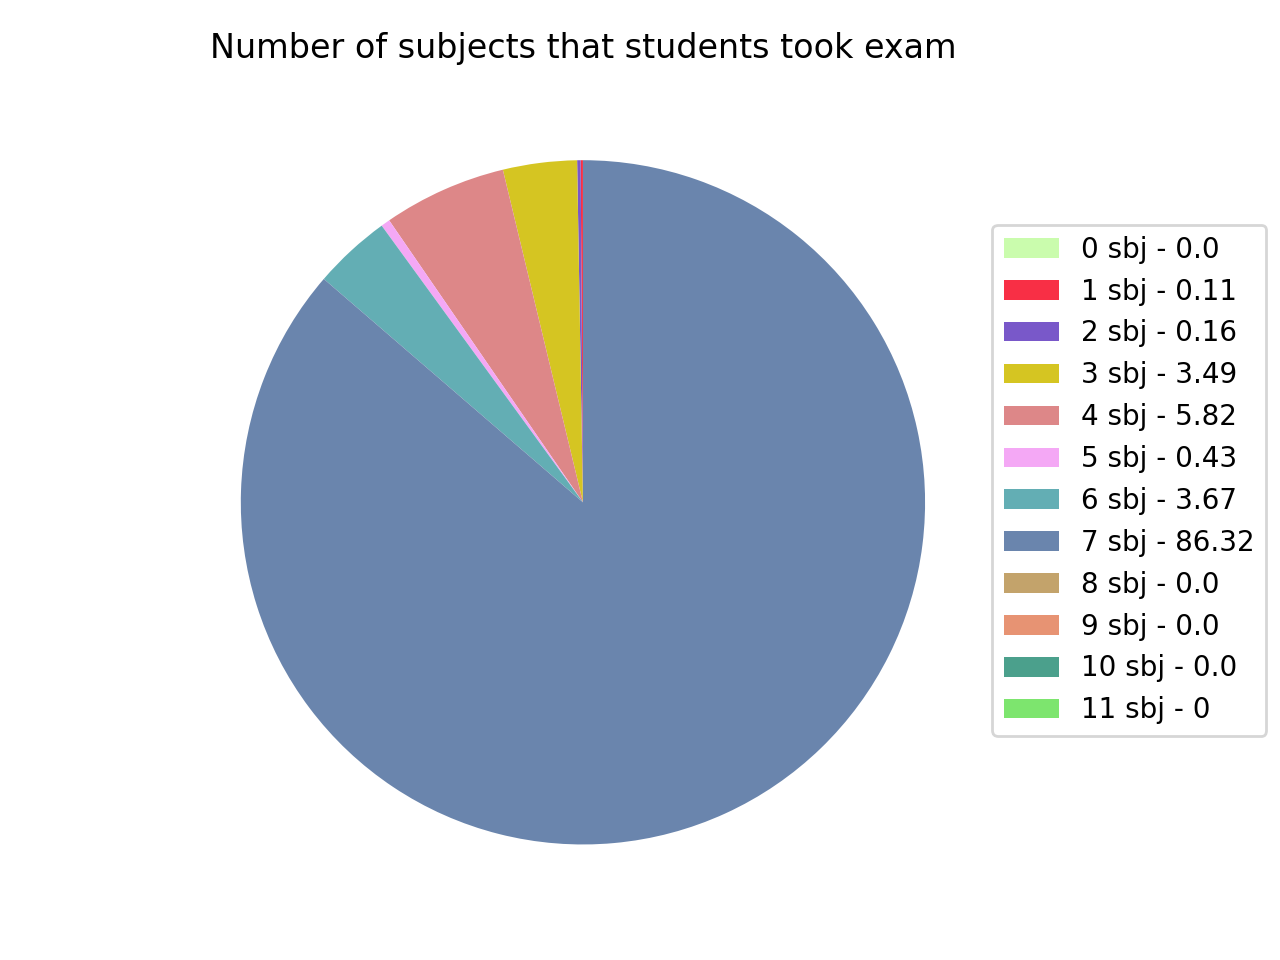 Number of subjects that students took exam
0 sbj - 0.0
1 sbj - 0.11
2 sbj - 0.16
3 sbj - 3.49
4 sbj - 5.82
5 sbj - 0.43
6 sbj - 3.67
7 sbj - 86.32
8 sbj - 0.0
9 sbj - 0.0
10 sbj - 0.0
11 sbj - 0